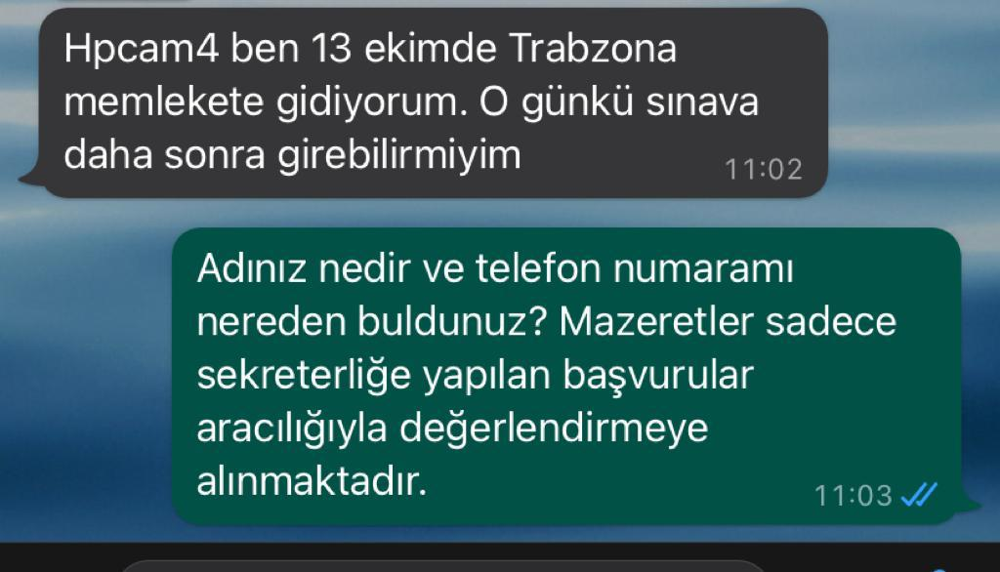 Hpcam4 ben 13 ekimde Trabzona
memlekete gidiyorum. O günkü sınava
daha sonra girebilirmiyim
11:02
Adınız nedir ve telefon numaramı
nereden buldunuz? Mazeretler sadece
sekreterliğe yapılan başvurular
aracılığıyla değerlendirmeye
alınmaktadır.
11:03